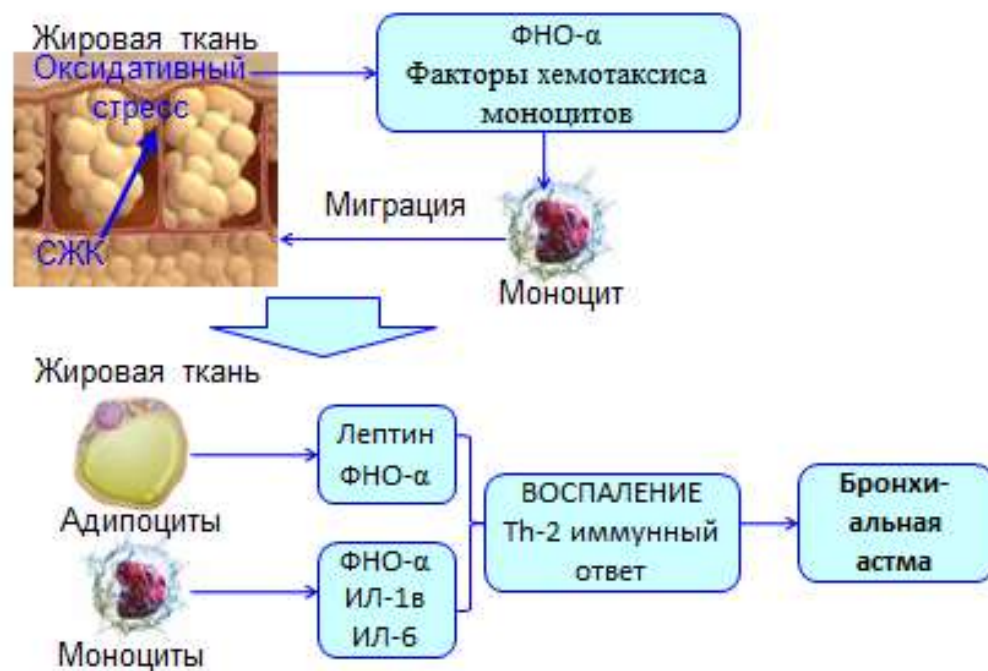 Жировая ткань
Оксидативный
стресс
СЖК
ФНО-α
Факторы хемотаксиса
моноцитов
Миграция
Моноцит
Жировая ткань
Адипоциты
Моноциты
Лептин
ФНО-α
ФНО-α
ИЛ-1в
ИЛ-6
ВОСПАЛЕНИЕ
Th-2 иммунный
ответ
Бронхи-
альная
астма